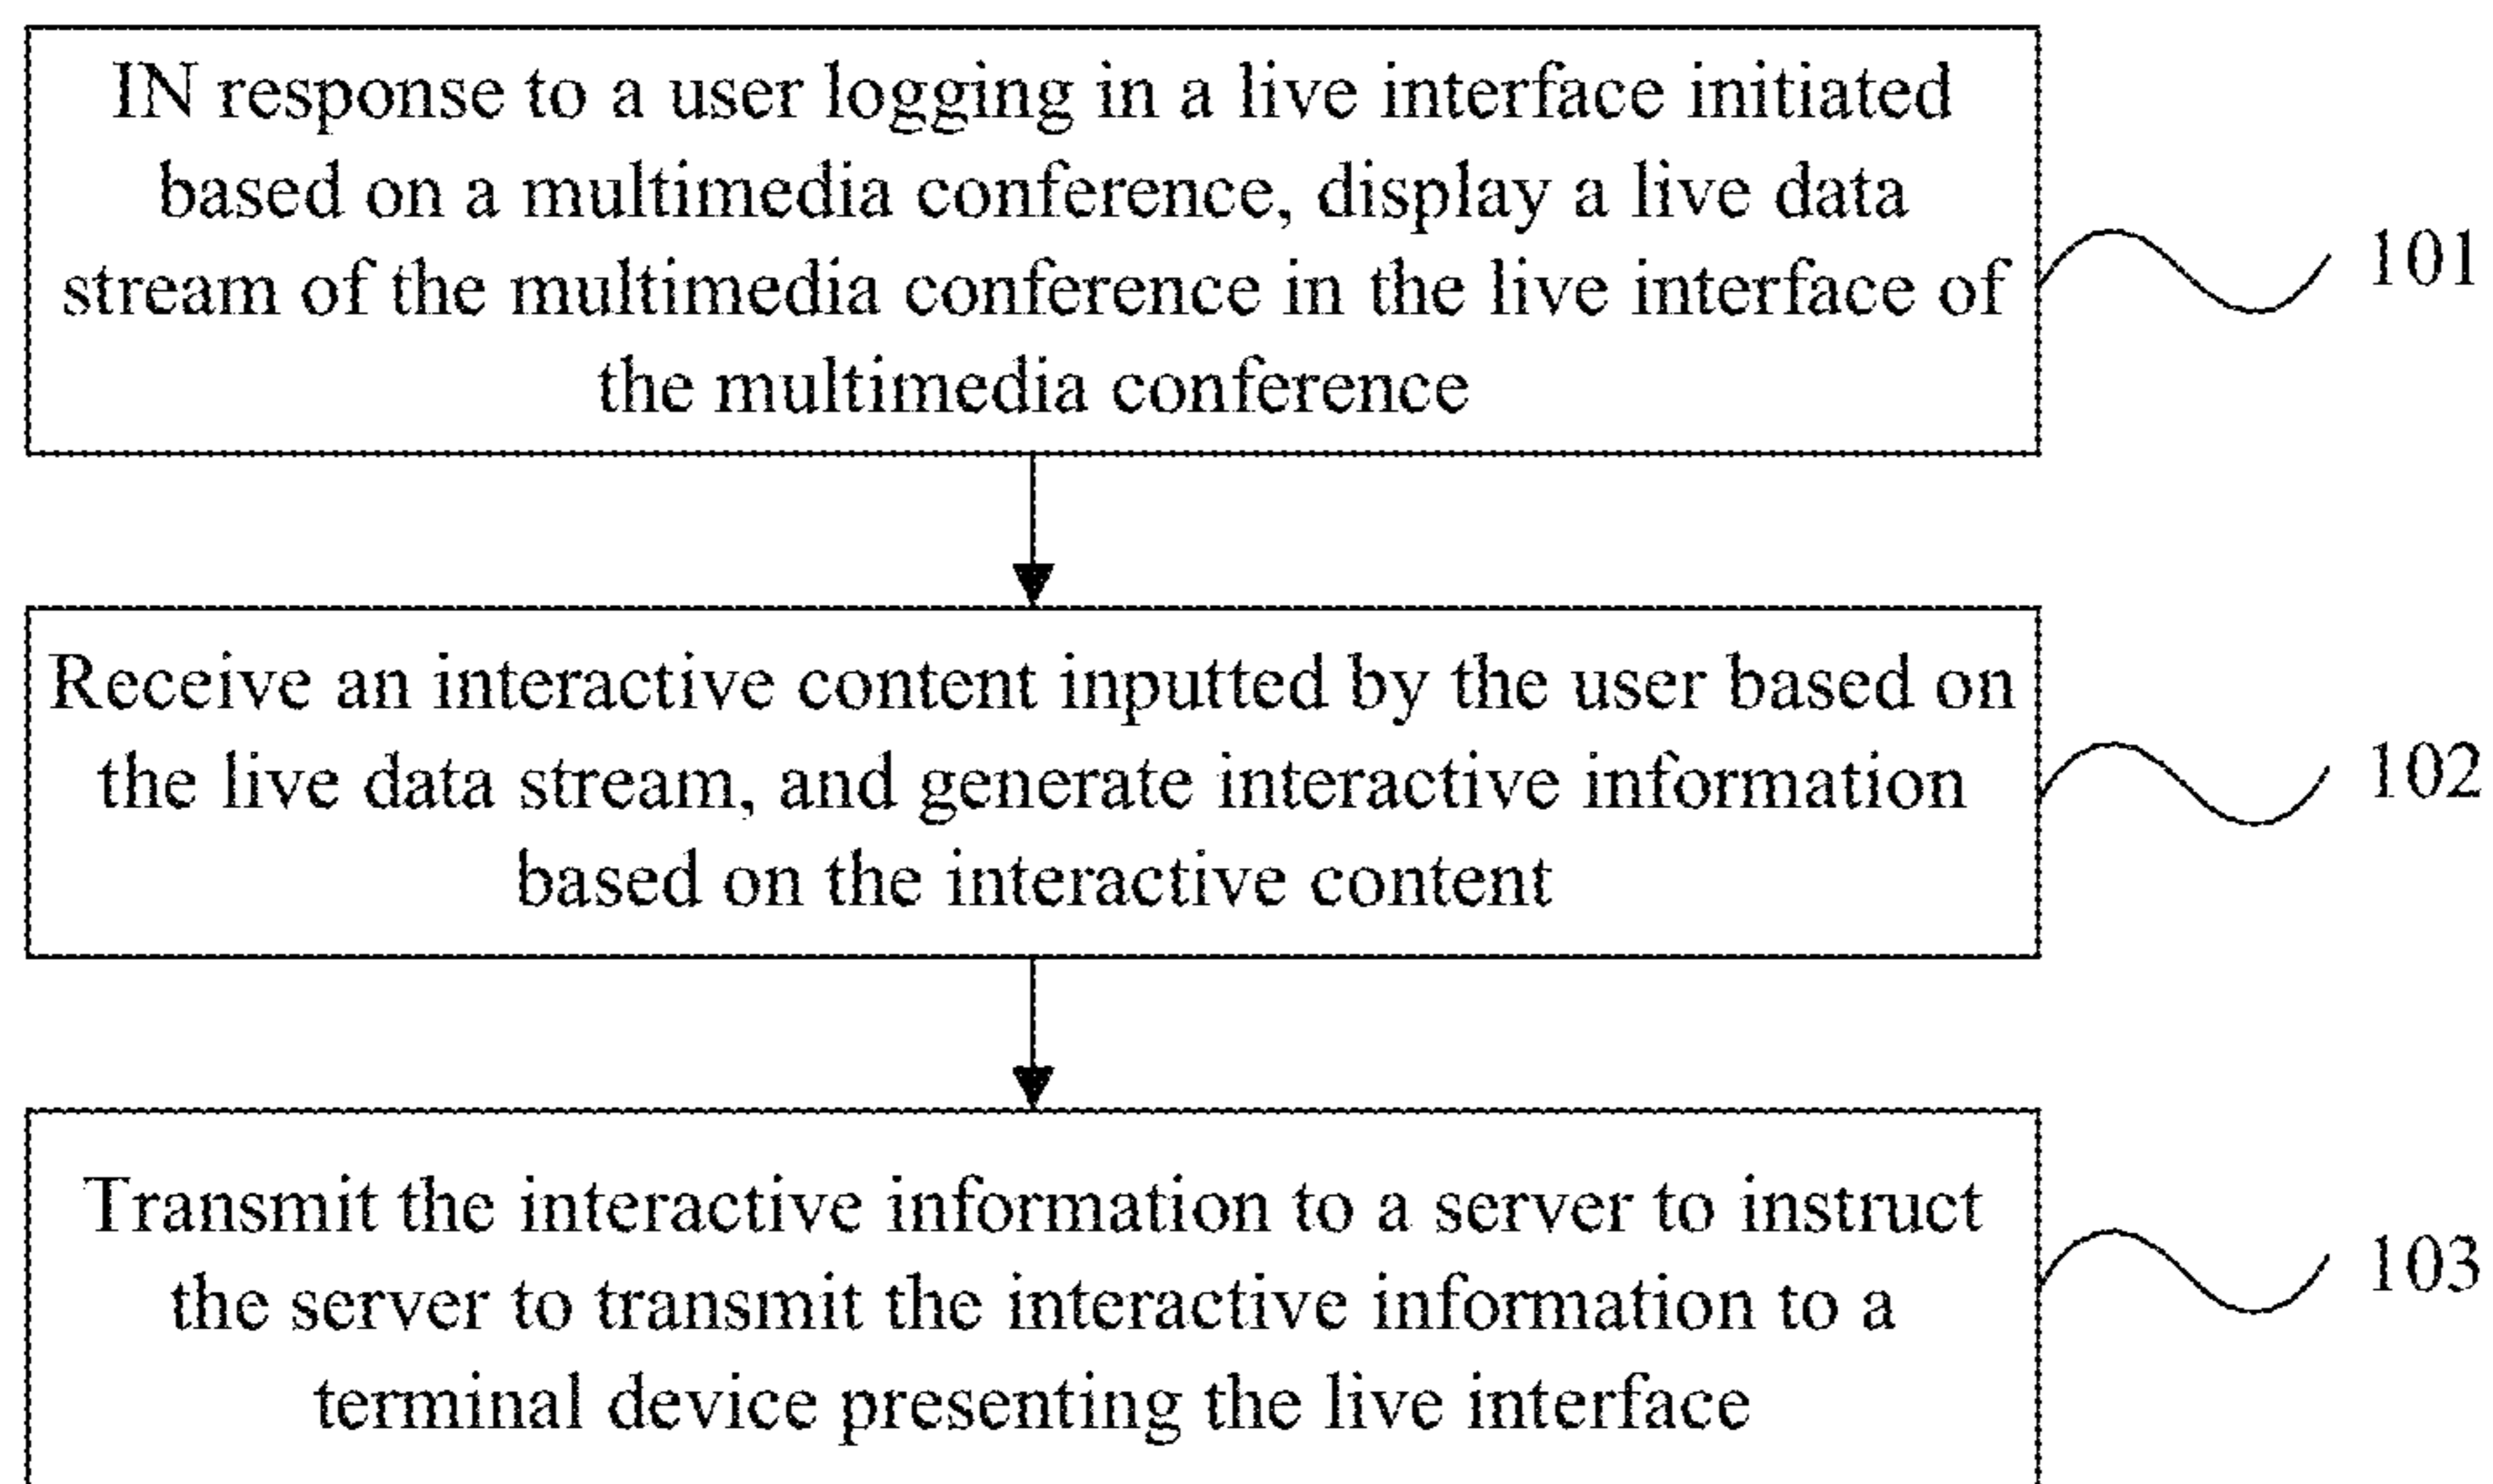 IN response to a user logging in a live interface initiated
based on a multimedia conference, display a live data
stream of the multimedia conference in the live interface of
the multimedia conference
101
Receive an interactive content inputted by the user based on
the live data stream, and generate interactive information
based on the interactive content
102
Transmit the interactive information to a server to instruct
the server to transmit the interactive information to a
terminal device presenting the live interface
103